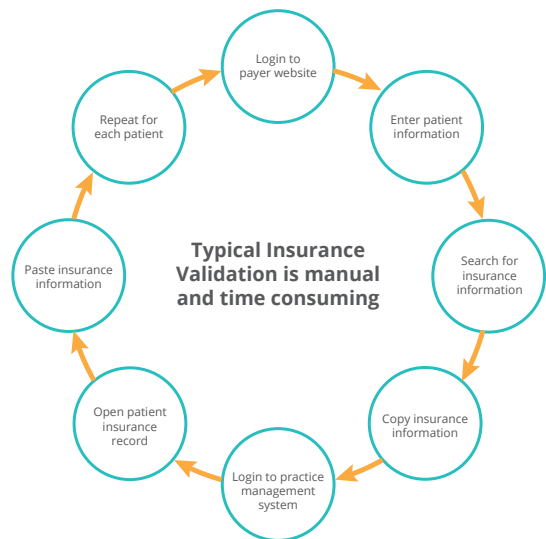 Login to
payer website
Enter patient
information
Search for
insurance
information
Copy insurance
information
Login to practice
management
system
Open patient
insurance
record
Paste insurance
information
Repeat for
each patient
Typical Insurance
Validation is manual
and time consuming